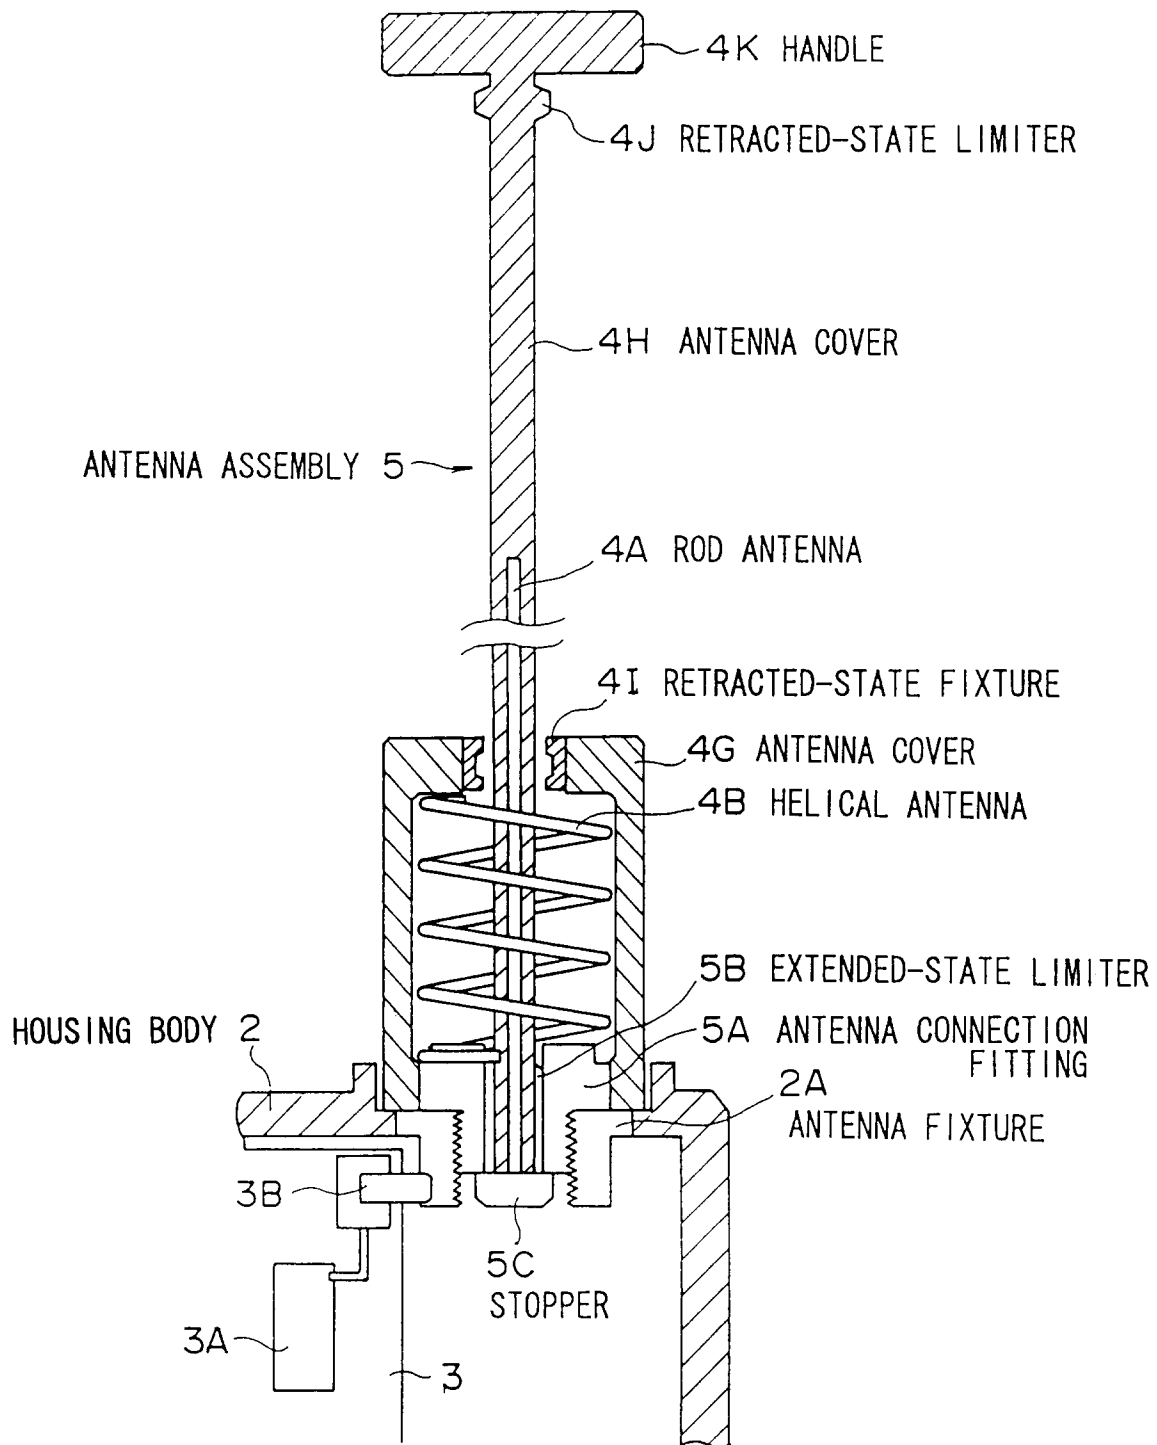 4K HANDLE
4J RETRACTED-STATE LIMITER
4H ANTENNA COVER
ANTENNA ASSEMBLY 5
4A ROD ANTENNA
4I RETRACTED-STATE FIXTURE
4G ANTENNA COVER
4B HELICAL ANTENNA
5B EXTENDED-STATE LIMITER
HOUSING BODY 2
5A ANTENNA CONNECTION
FITTING
2A
ANTENNA FIXTURE
3B
5C
STOPPER
3A
3